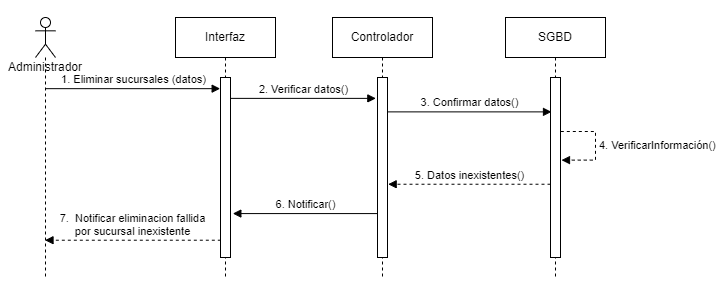 Interfaz
Controlador
SGBD
Administrador
1. Eliminar sucursales (datos)
2. Verificar datos()
3. Confirmar datos()
4. VerificarInformación()
5. Datos inexistentes()
6. Notificar()
7. Notificar eliminacion fallida
por sucursal inexistente